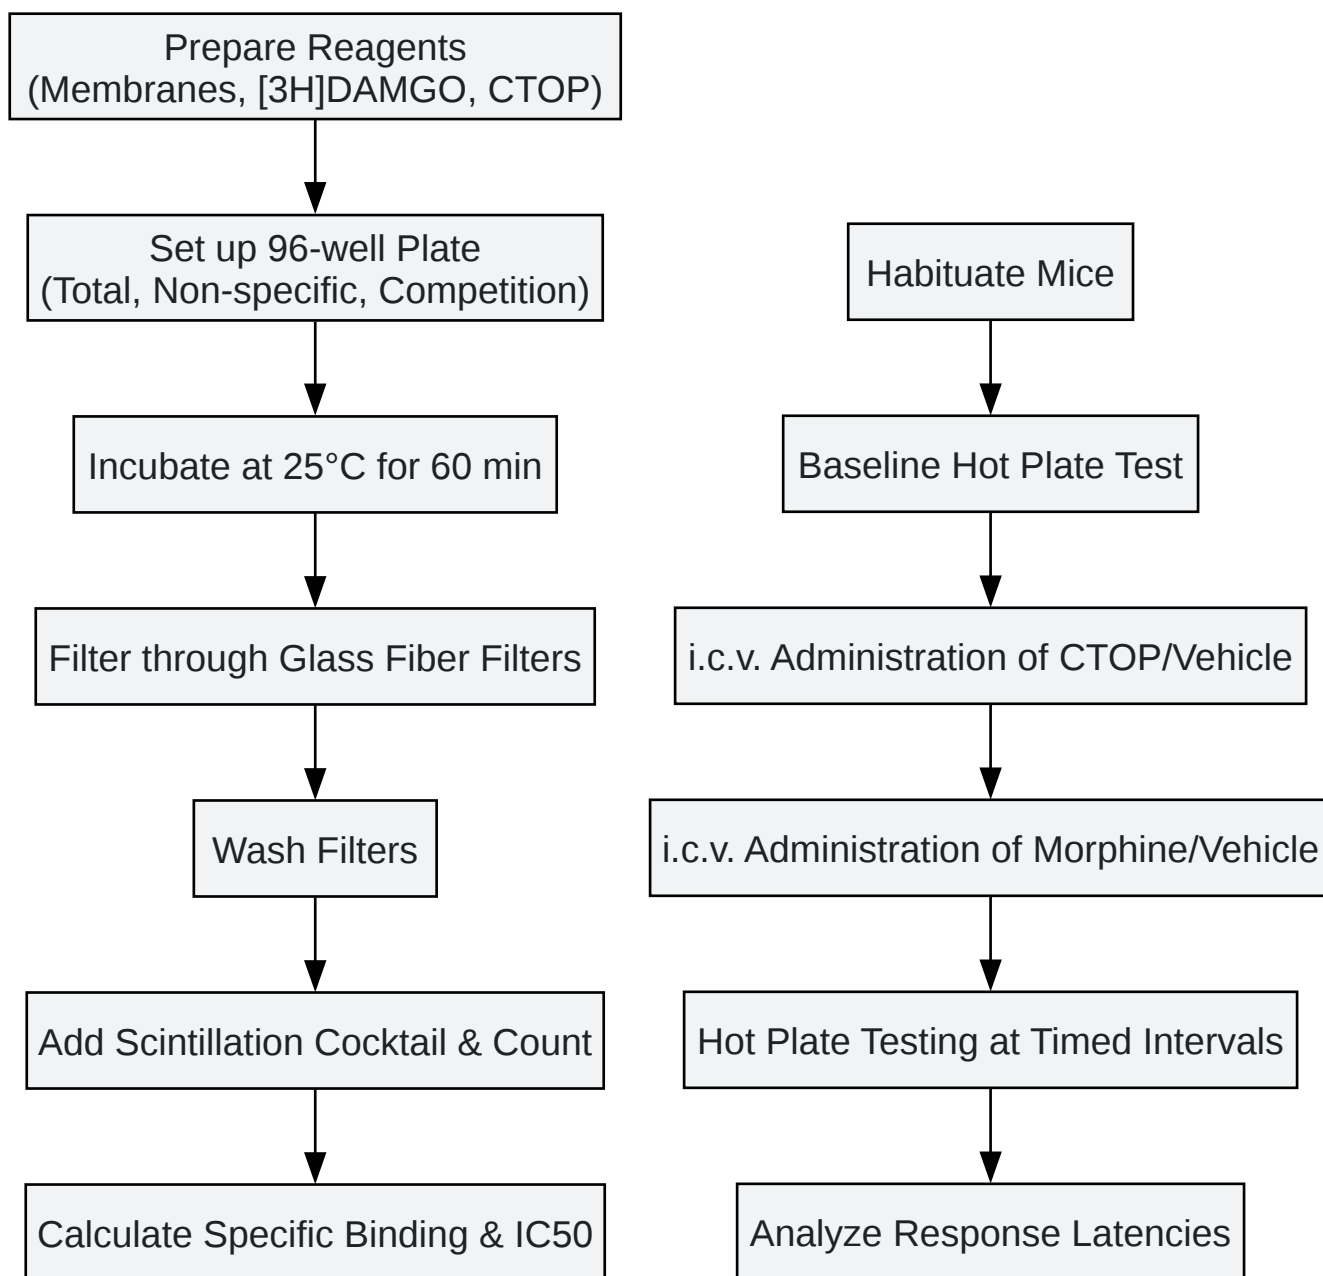 Prepare Reagents
(Membranes, [3H]DAMGO, CTOP)
Set up 96-well Plate
(Total, Non-specific, Competition)
Incubate at 25°C for 60 min
Filter through Glass Fiber Filters
Wash Filters
Add Scintillation Cocktail & Count
Calculate Specific Binding & IC50
Habituate Mice
Baseline Hot Plate Test
i.c.v. Administration of CTOP/Vehicle
i.c.v. Administration of Morphine/Vehicle
Hot Plate Testing at Timed Intervals
Analyze Response Latencies